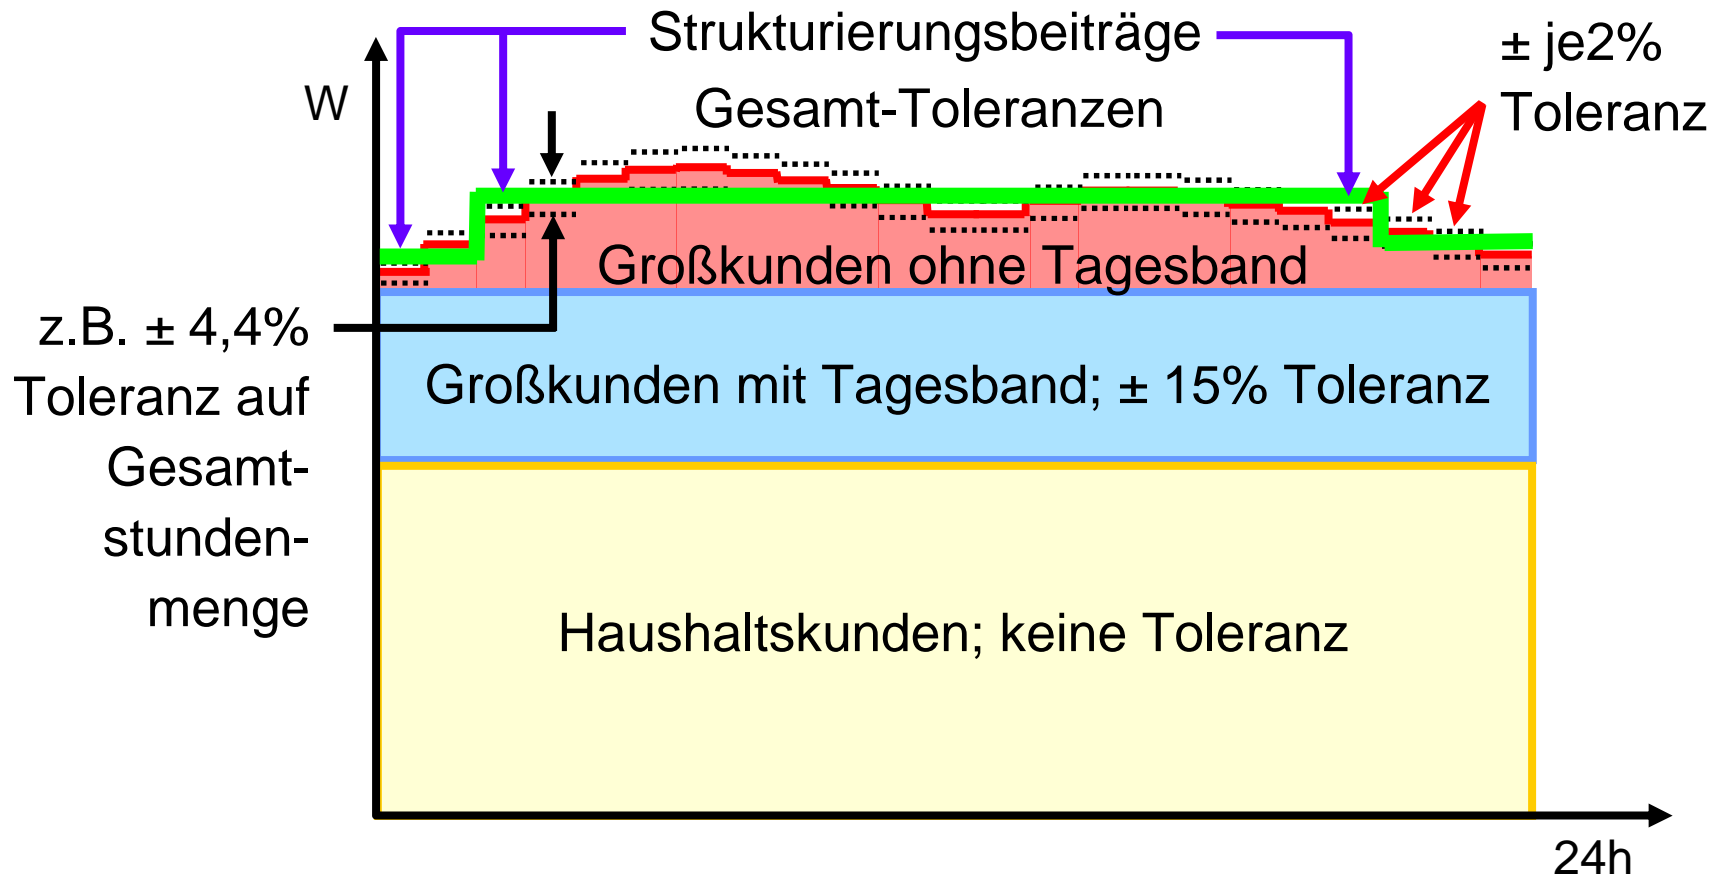 Strukturierungsbeiträge
± je2%
Toleranz
W
Gesamt-Toleranzen
Großkunden ohne Tagesband
z.B. ± 4,4%
Toleranz auf
Gesamt-
stunden-
menge
Großkunden mit Tagesband; ± 15% Toleranz
Haushaltskunden; keine Toleranz
24h